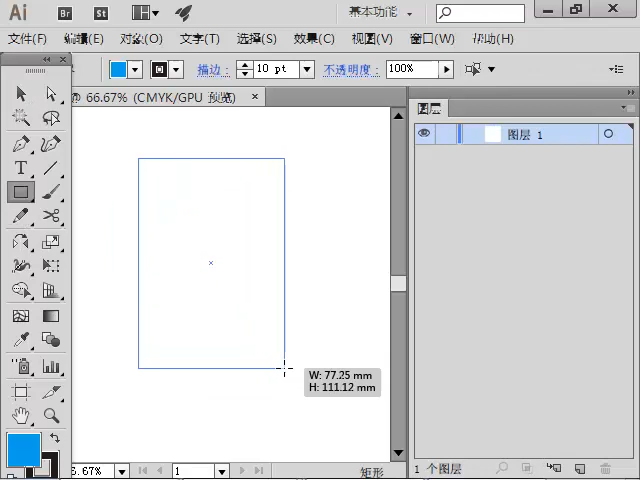 Ai Br St 基本功能
文件(F) 编辑(E) 对象(O) 文字(T) 选择(S) 效果(C) 视图(V) 窗口(W) 帮助(H)
描边: 10 pt 不透明度: 100%
@ 66.67% (CMYK/GPU 预览) ×
图层
图层 1
W: 77.25 mm
H: 111.12 mm
6.67% 1 矩形
1 个图层